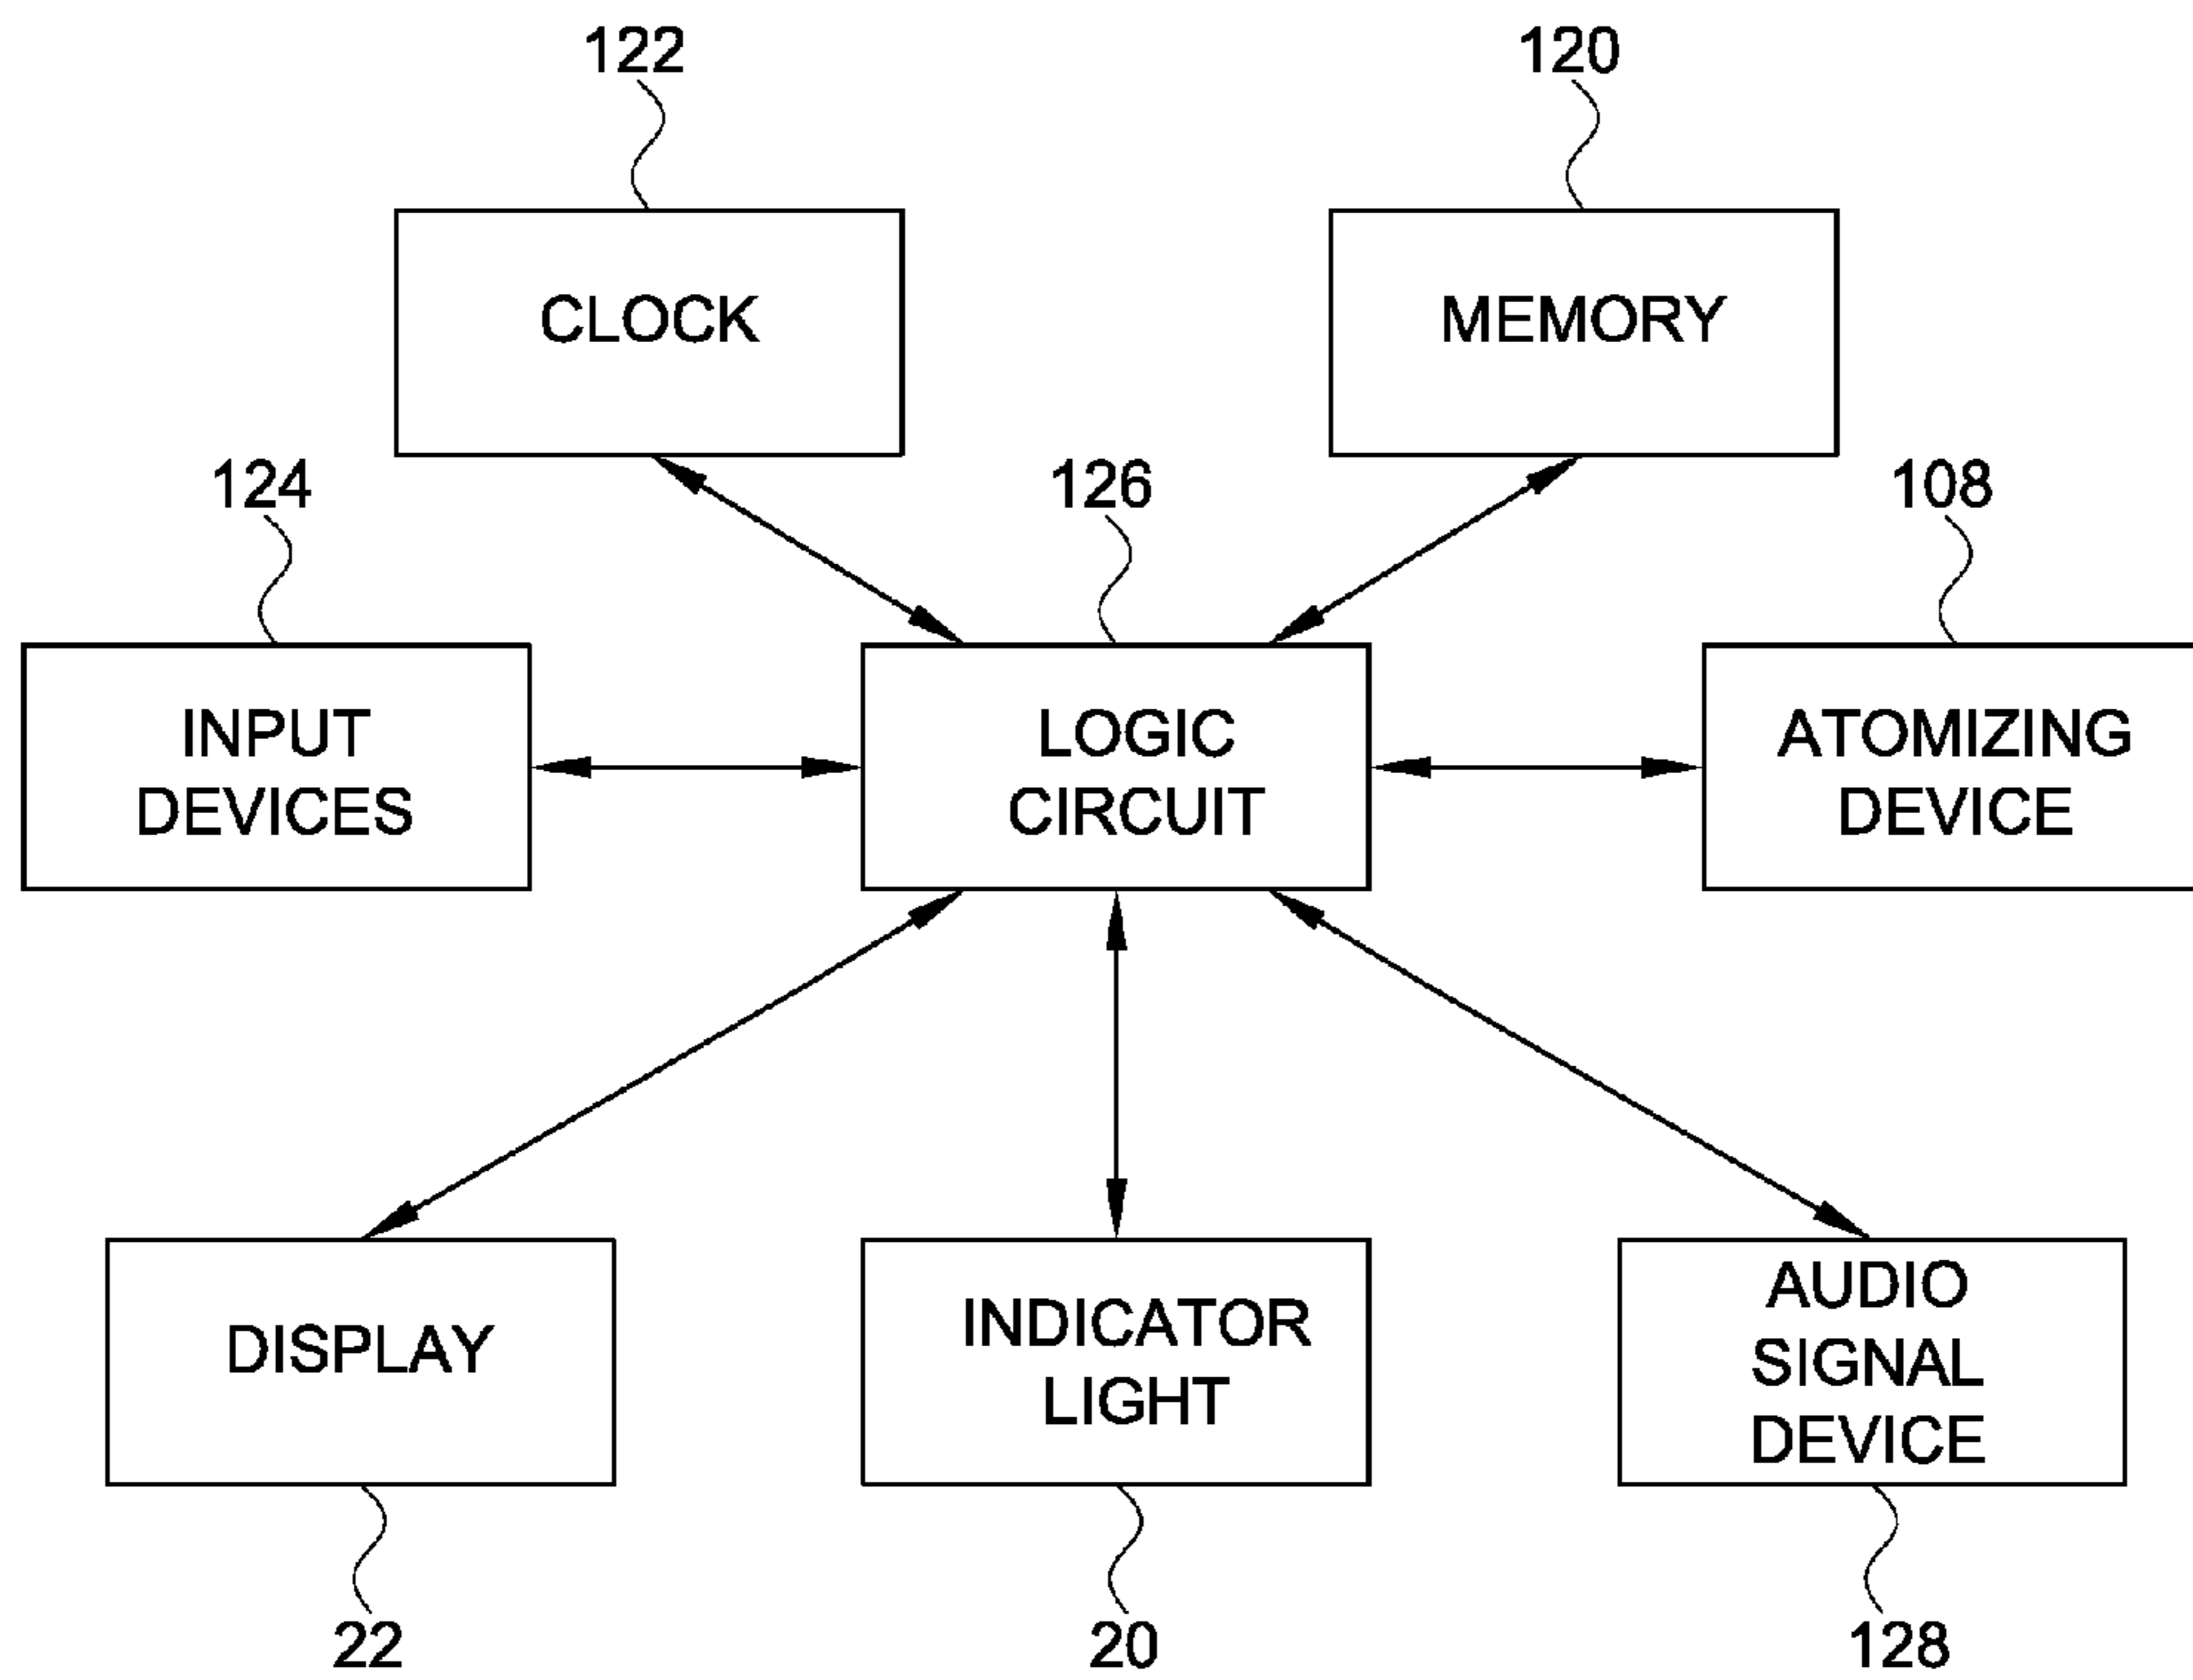 122
120
CLOCK
MEMORY
124
126
108
INPUT
DEVICES
LOGIC
CIRCUIT
ATOMIZING
DEVICE
DISPLAY
INDICATOR
LIGHT
AUDIO
SIGNAL
DEVICE
22
20
128